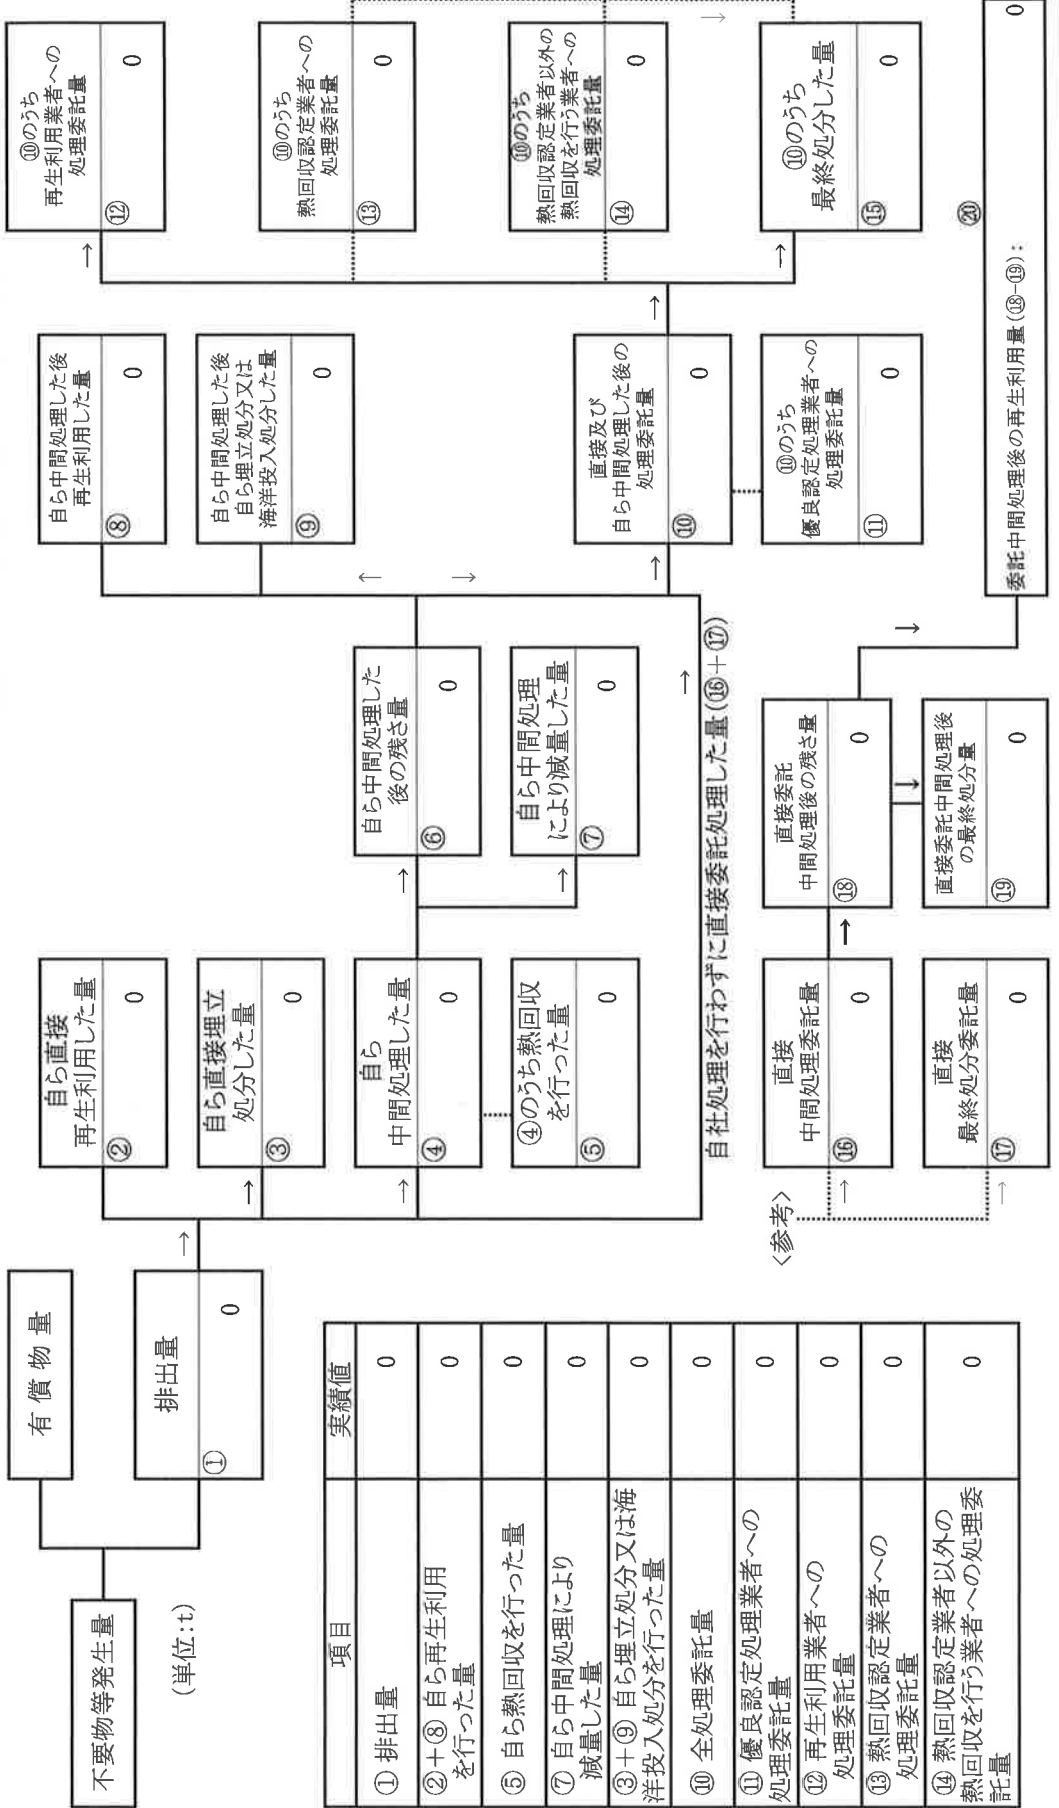 不要物等発生量
(単位:t)
有償物量
排出量
①
0
自ら直接
再生利用した量
②
0
自ら直接埋立
処分した量
③
0
自ら
中間処理した量
④
0
④のうち熱回収
を行った量
⑤
0
自ら中間処理した
後の残さ量
⑥
0
自ら中間処理
により減量した量
⑦
0
自ら中間処理した後
再生利用した量
⑧
0
自ら中間処理した後
自ら埋立処分又は
海洋投入処分した量
⑨
0
直接及び
自ら中間処理した後の
処理委託量
⑩
0
⑩のうち
優良認定処理業者への
処理委託量
⑪
0
⑩のうち
再生利用業者への
処理委託量
⑫
0
⑩のうち
熱回収認定業者への
処理委託量
⑬
0
⑩のうち
熱回収認定業者以外の
熱回収を行う業者への
処理委託量
⑭
0
⑩のうち
最終処分した量
⑮
0
自社処理を行わずに直接委託処理した量(⑯+⑰)
<参考>
直接
中間処理委託量
⑯
0
直接
最終処分委託量
⑰
0
直接委託
中間処理後の残さ量
⑱
0
直接委託中間処理後
の最終処分量
⑲
0
⑳
委託中間処理後の再生利用量(⑱-⑲):
0
項目 実績値
①排出量 0
②+⑧ 自ら再生利用
を行った量 0
⑤ 自ら熱回収を行った量 0
⑦ 自ら中間処理により
減量した量 0
③+⑨ 自ら埋立処分又は海
洋投入処分を行った量 0
⑩ 全処理委託量 0
⑪ 優良認定処理業者への
処理委託量 0
⑫ 再生利用業者への
処理委託量 0
⑬ 熱回収認定業者への
処理委託量 0
⑭ 熱回収認定業者以外の
熱回収を行う業者への処理委
託量 0